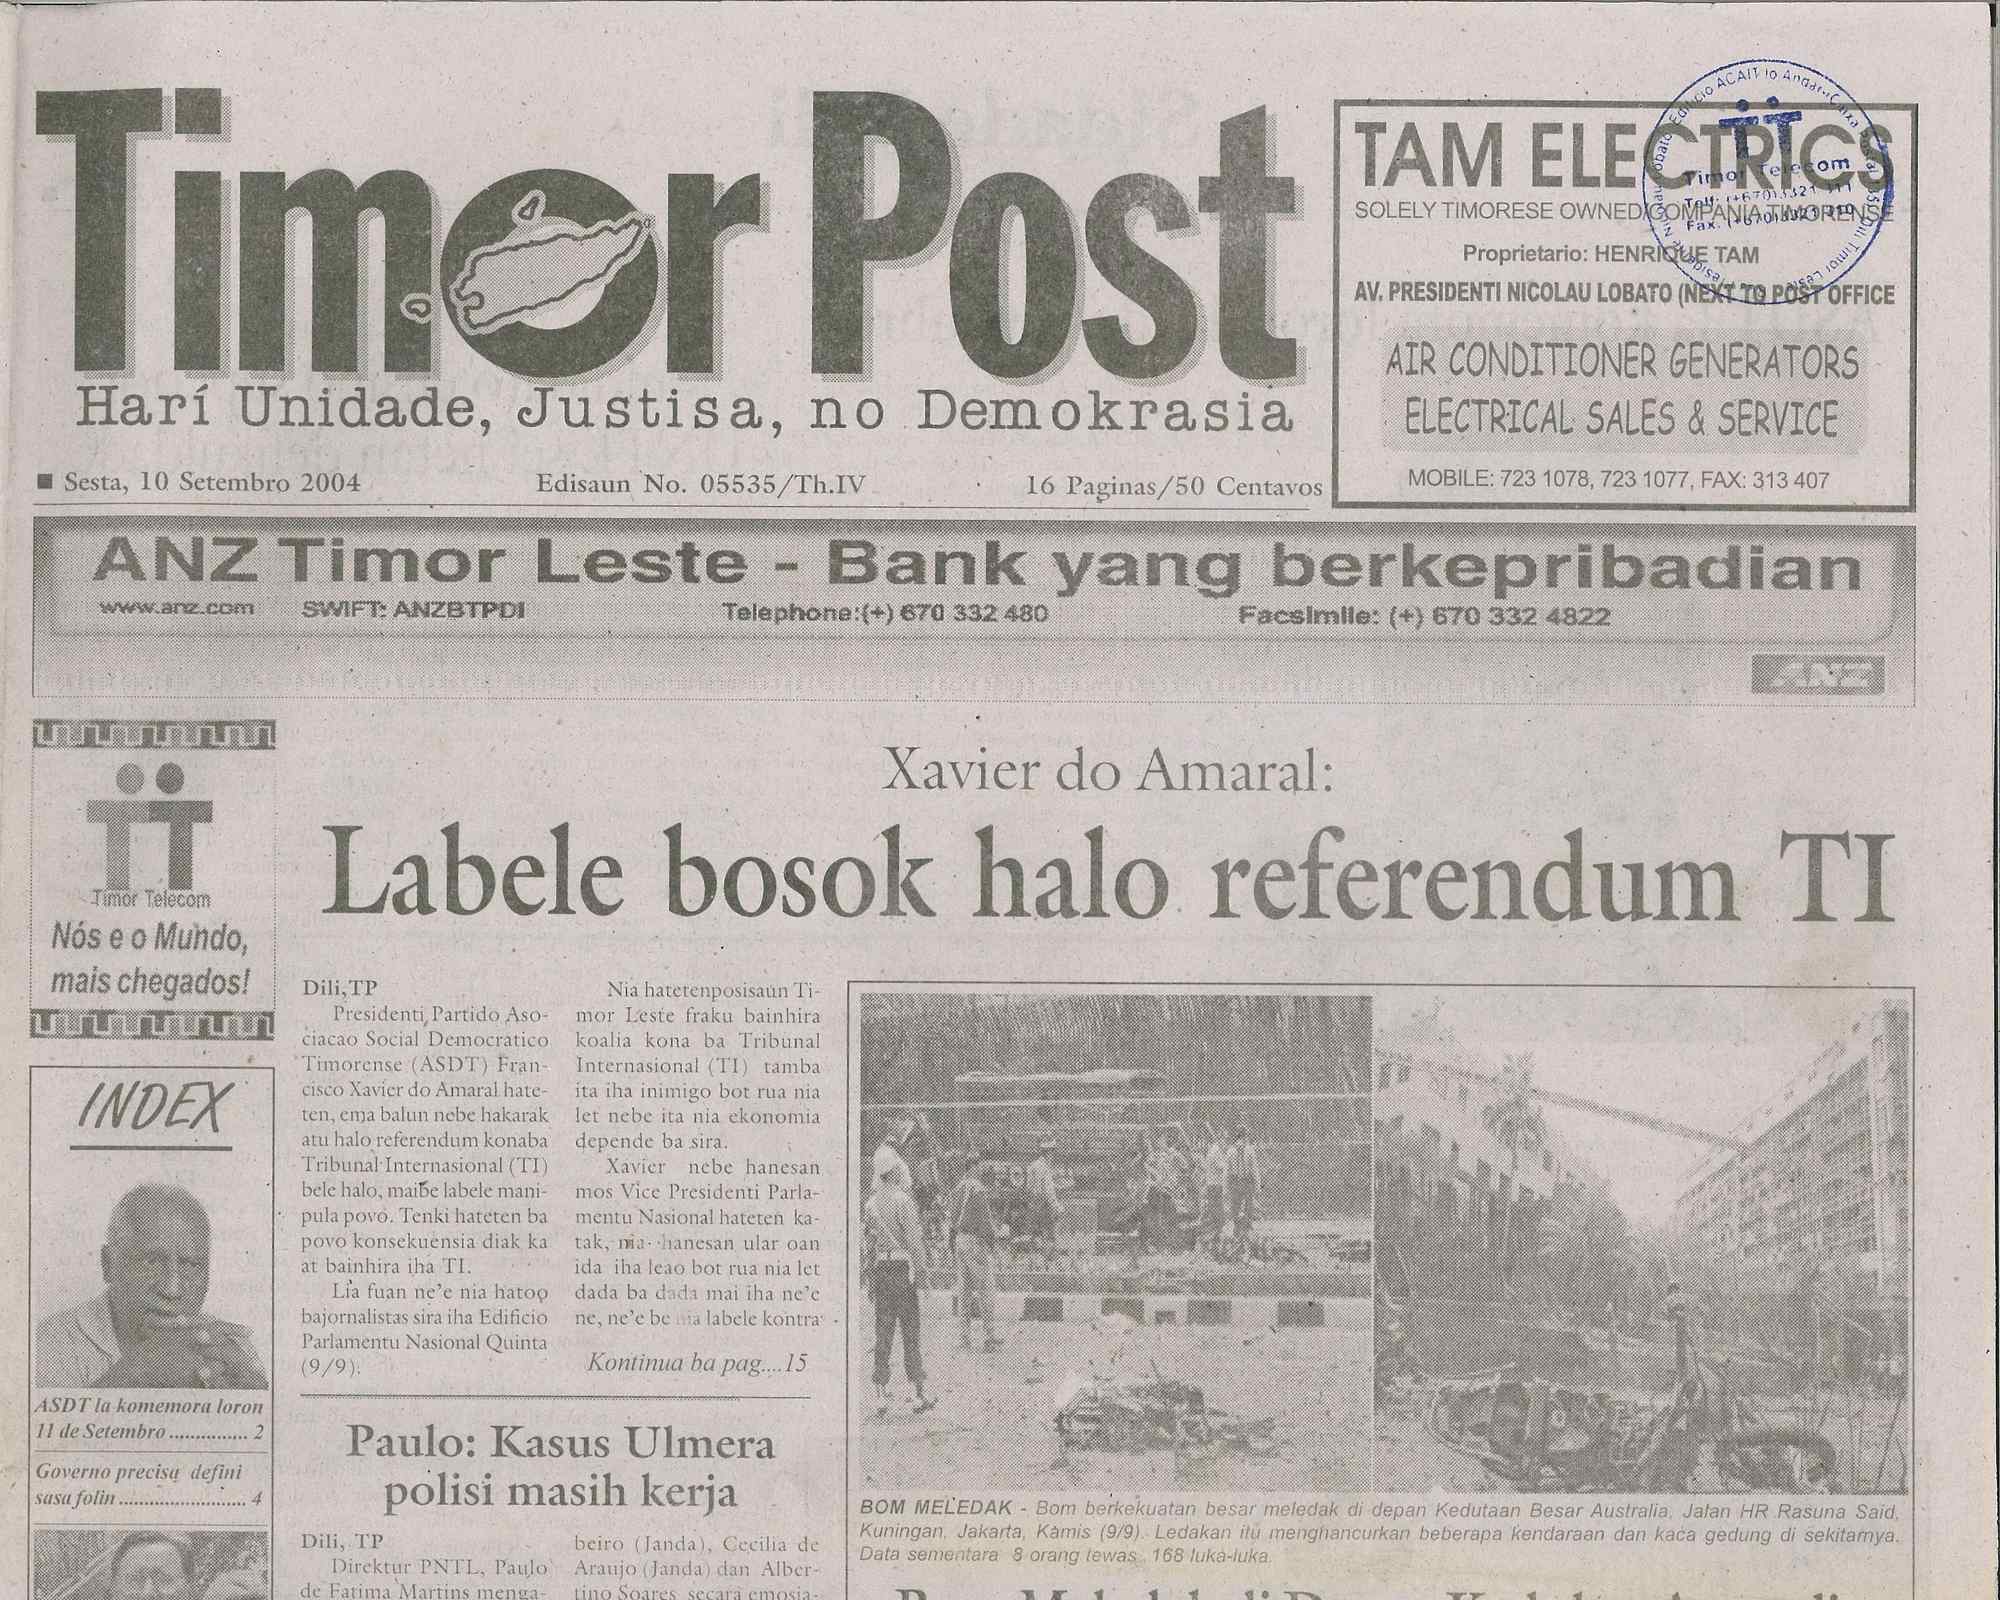 Timor Post
Harí Unidade, Justisa, no Demokrasia
■ Sesta, 10 Setembro 2004
Edisaun No. 05535/Th.IV
16 Paginas/50 Centavos
TAM ELECTRICS
SOLELY TIMORESE OWNED/COMPANIA TIMORENSE
Proprietario: HENRIQUE TAM
AV. PRESIDENTI NICOLAU LOBATO (NEXT TO POST OFFICE
AIR CONDITIONER GENERATORS
ELECTRICAL SALES & SERVICE
MOBILE: 723 1078, 723 1077, FAX: 313 407
Timor Telecom
ANZ Timor Leste - Bank yang berkepribadian
www.anz.com
SWIFT: ANZBTPDI
Telephone:(+) 670 332 480
Facsimile: (+) 670 332 4822
ANZ
Timor Telecom
Nós e o Mundo,
mais chegados!
INDEX
ASDT la komemora loron
11 de Setembro ............... 2
Governo precisa defini
sasa folin ........................ 4
Xavier do Amaral:
Labele bosok halo referendum TI
Dili,TP
Presidenti Partido Aso-
ciacao Social Democratico
Timorense (ASDT) Fran-
cisco Xavier do Amaral hate-
ten, ema balun nebe hakarak
atu halo referendum konaba
Tribunal Internasional (TI)
bele halo, maibe labele mani-
pula povo. Tenki hateten ba
povo konsekuensia diak ka
at bainhira iha TI.
Lia fuan ne'e nia hatoo
bajornalistas sira iha Edificio
Parlamentu Nasional Quinta
(9/9).
Nia hatetenposisaun Ti-
mor Leste fraku bainhira
koalia kona ba Tribunal
Internasional (TI) tamba
ita iha inimigo bot rua nia
let nebe ita nia ekonomia
depende ba sira.
Xavier nebe hanesan
mos Vice Presidenti Parla-
mentu Nasional hateten ka-
tak, nia hanesan ular oan
ida iha leao bot rua nia let
dada ba dada mai iha ne'e
ne, ne'e be nia labele kontra
Kontinua ba pag....15
Paulo: Kasus Ulmera
polisi masih kerja
Dili, TP
Direktur PNTL, Paulo
de Fatima Martins menga-
beiro (Janda), Cecilia de
Araujo (Janda) dan Alber-
tino Soares secara emosia-
BOM MELEDAK - Bom berkekuatan besar meledak di depan Kedutaan Besar Australia, Jalan HR Rasuna Said,
Kuningan, Jakarta, Kamis (9/9). Ledakan itu menghancurkan beberapa kendaraan dan kaca gedung di sekitarnya.
Data sementara 8 orang tewas, 168 luka-luka.